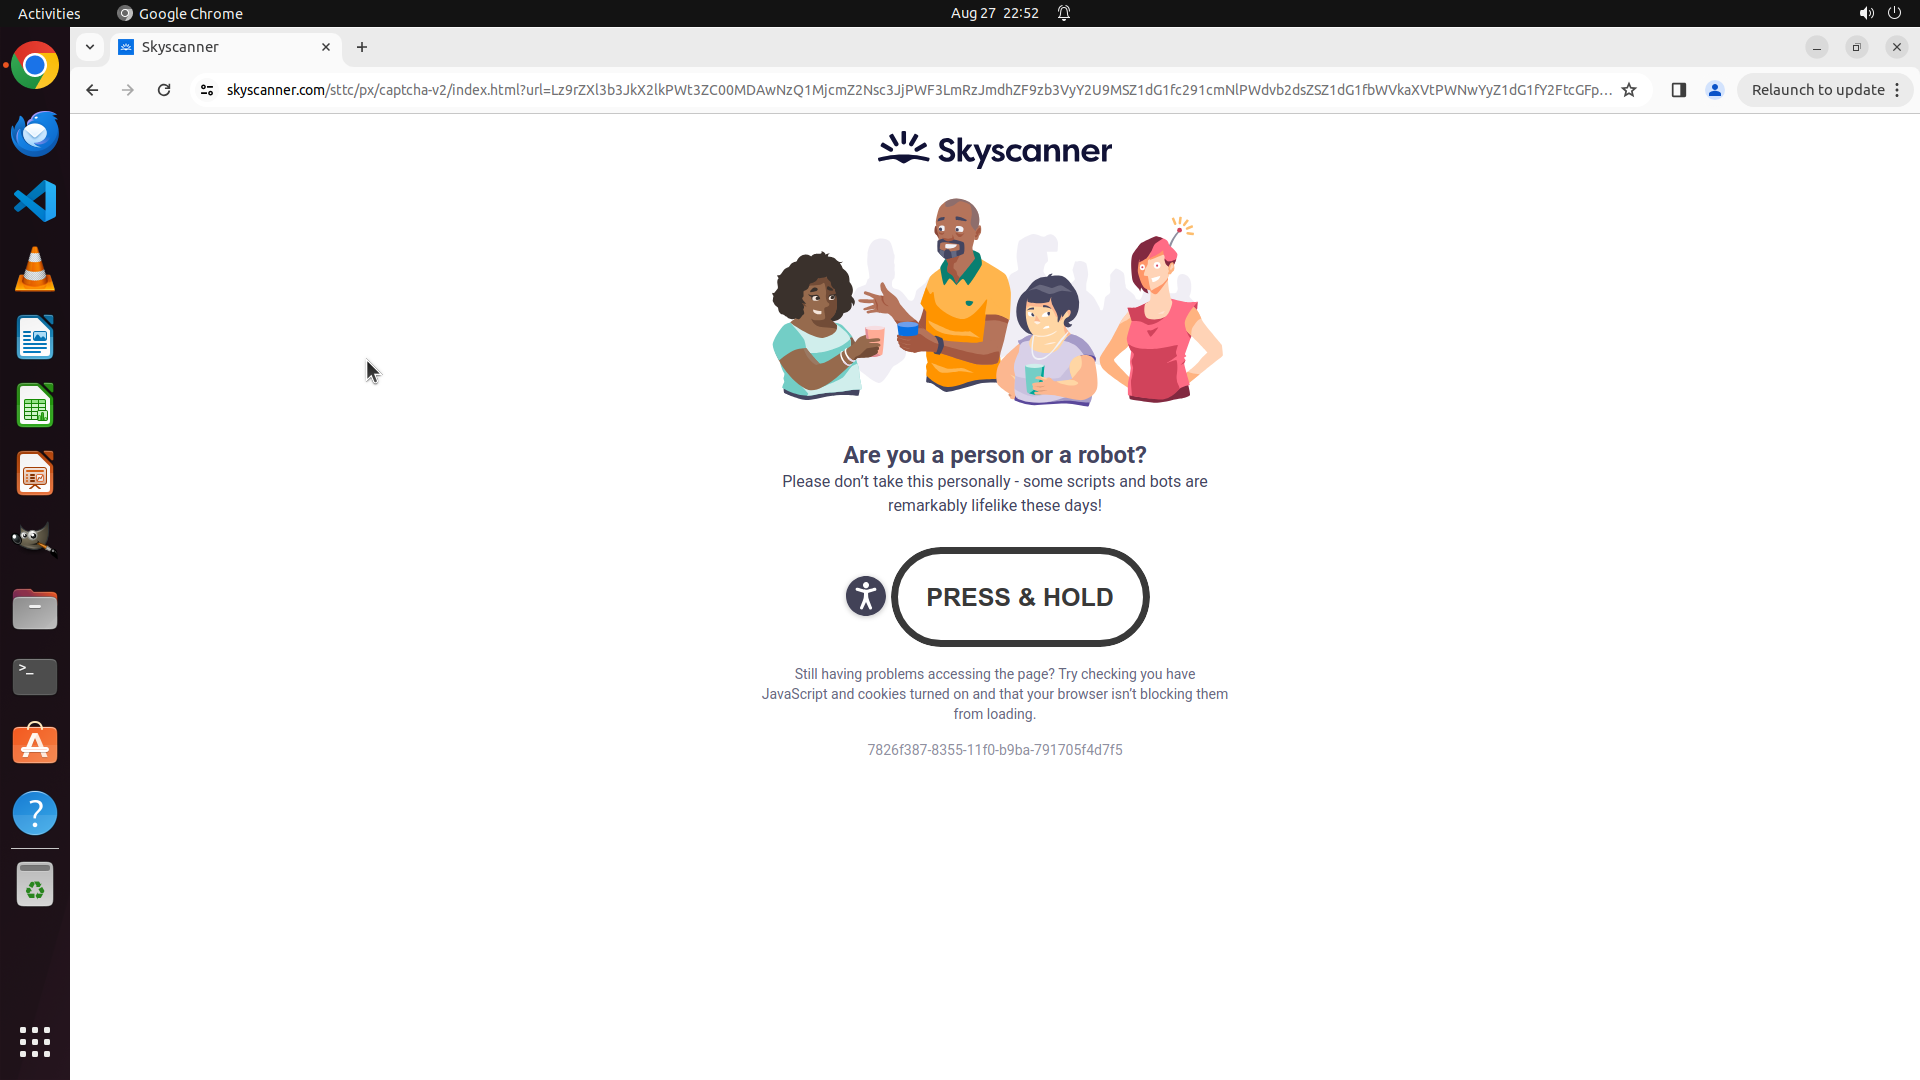 Activities
Google Chrome
Aug 27 22:52
Skyscanner
skyscanner.com/sttc/px/captcha-v2/index.html?url=Lz9rZXl3b3JkX2lkPWt3ZC00MDAwNzQ1MjcmZ2Nsc3JjPWF3LmRzJmdhZF9zb3VyY2U9MSZ1dG1fc291cmNlPWdvb2dsZSZ1dG1fbWVkaXVtPWNwYyZ1dG1fY2FtcGFp...
Relaunch to update
Skyscanner
Are you a person or a robot?
Please don’t take this personally - some scripts and bots are
remarkably lifelike these days!
PRESS & HOLD
Still having problems accessing the page? Try checking you have
JavaScript and cookies turned on and that your browser isn’t blocking them
from loading.
7826f387-8355-11f0-b9ba-791705f4d7f5